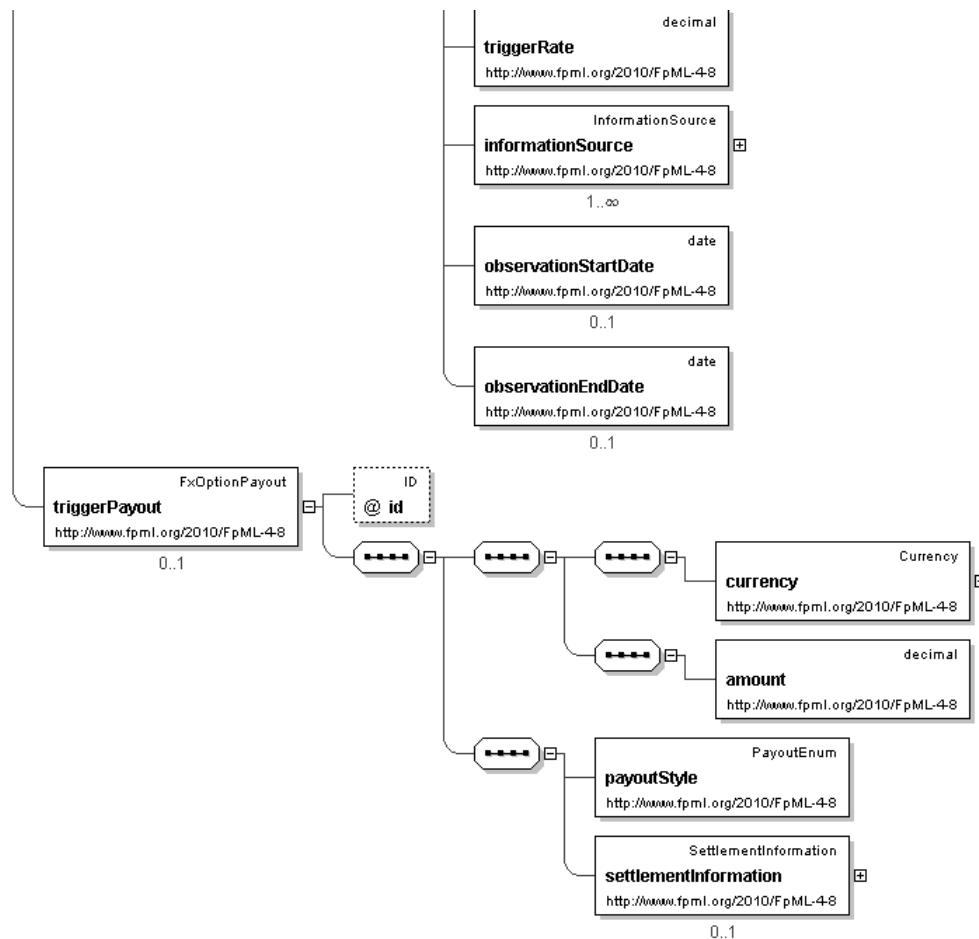 decimal
triggerRate
http://www.fpml.org/2010/FpML-4-8
InformationSource
informationSource
http://www.fpml.org/2010/FpML-4-8
1..∞
date
observationStartDate
http://www.fpml.org/2010/FpML-4-8
0..1
date
observationEndDate
http://www.fpml.org/2010/FpML-4-8
0..1
FxOptionPayout
triggerPayout
http://www.fpml.org/2010/FpML-4-8
0..1
ID
@ id
Currency
currency
http://www.fpml.org/2010/FpML-4-8
decimal
amount
http://www.fpml.org/2010/FpML-4-8
PayoutEnum
payoutStyle
http://www.fpml.org/2010/FpML-4-8
SettlementInformation
settlementInformation
http://www.fpml.org/2010/FpML-4-8
0..1